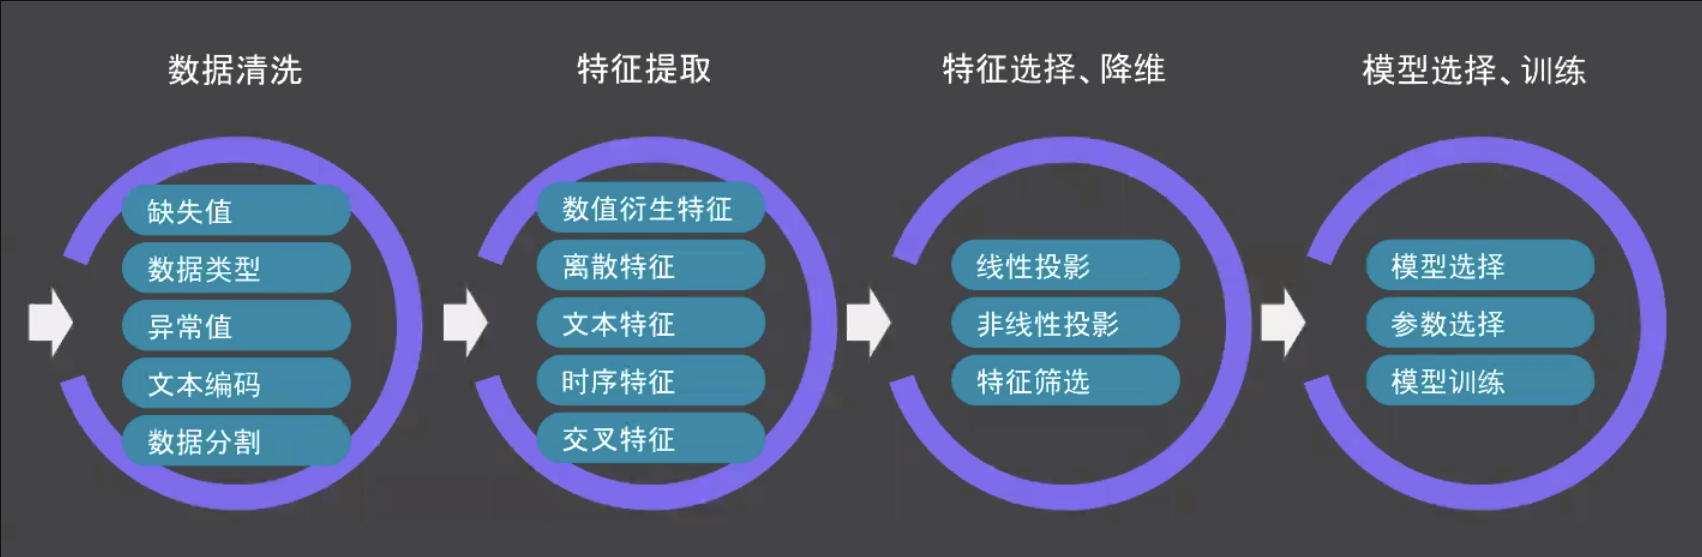 数据清洗
缺失值
数据类型
异常值
文本编码
数据分割
特征提取
数值衍生特征
离散特征
文本特征
时序特征
交叉特征
特征选择、降维
线性投影
非线性投影
特征筛选
模型选择、训练
模型选择
参数选择
模型训练